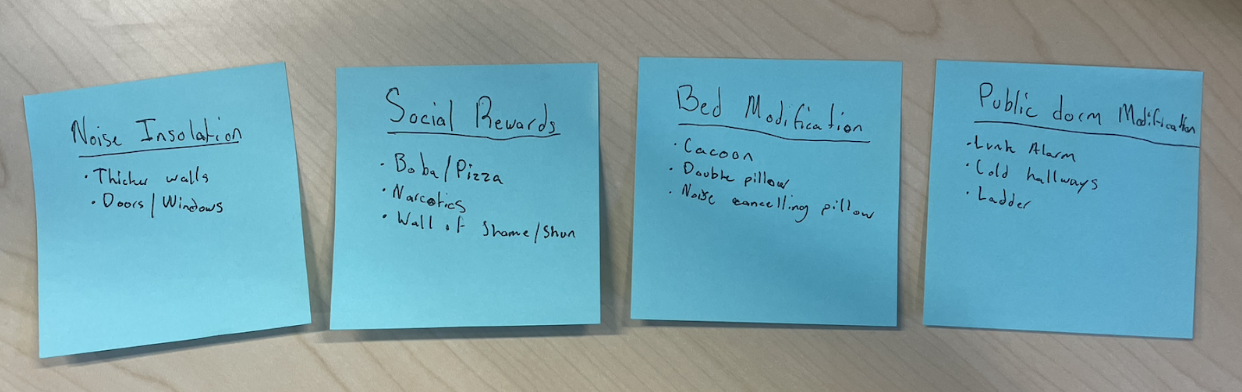 Noise Insolation
· Thicker walls
· Doors/Windows
Social Rewards
· Boba/Pizza
· Narcotics
· Wall of Shame/Shun
Bed Modification
· Cacoon
· Double pillow
· Noise cancelling pillow
Public dorm Modification
· Lunk Alarm
· Cold hallways
· Ladder